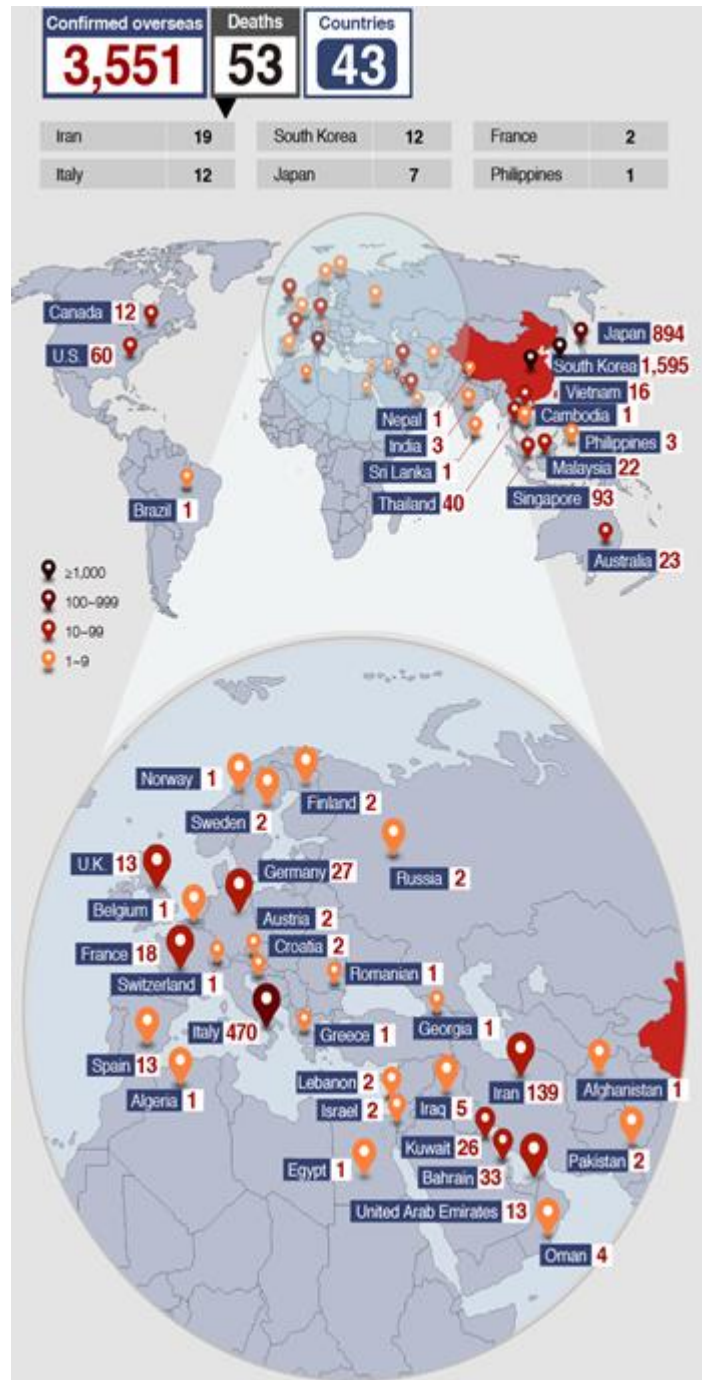 Confirmed overseas
3,551
Deaths
53
Countries
43
Iran 19
South Korea 12
France 2
Italy 12
Japan 7
Philippines 1
Canada 12
U.S. 60
Brazil 1
Japan 894
South Korea 1,595
Vietnam 16
Nepal 1
Cambodia 1
India 3
Philippines 3
Sri Lanka 1
Malaysia 22
Thailand 40
Singapore 93
Australia 23
≥1,000
100~999
10~99
1~9
Norway 1
Finland 2
Sweden 2
U.K. 13
Germany 27
Russia 2
Belgium 1
Austria 2
France 18
Croatia 2
Switzerland 1
Romanian 1
Italy 470
Greece 1
Georgia 1
Spain 13
Algeria 1
Lebanon 2
Israel 2
Iraq 5
Iran 139
Afghanistan 1
Egypt 1
Kuwait 26
Bahrain 33
Pakistan 2
United Arab Emirates 13
Oman 4